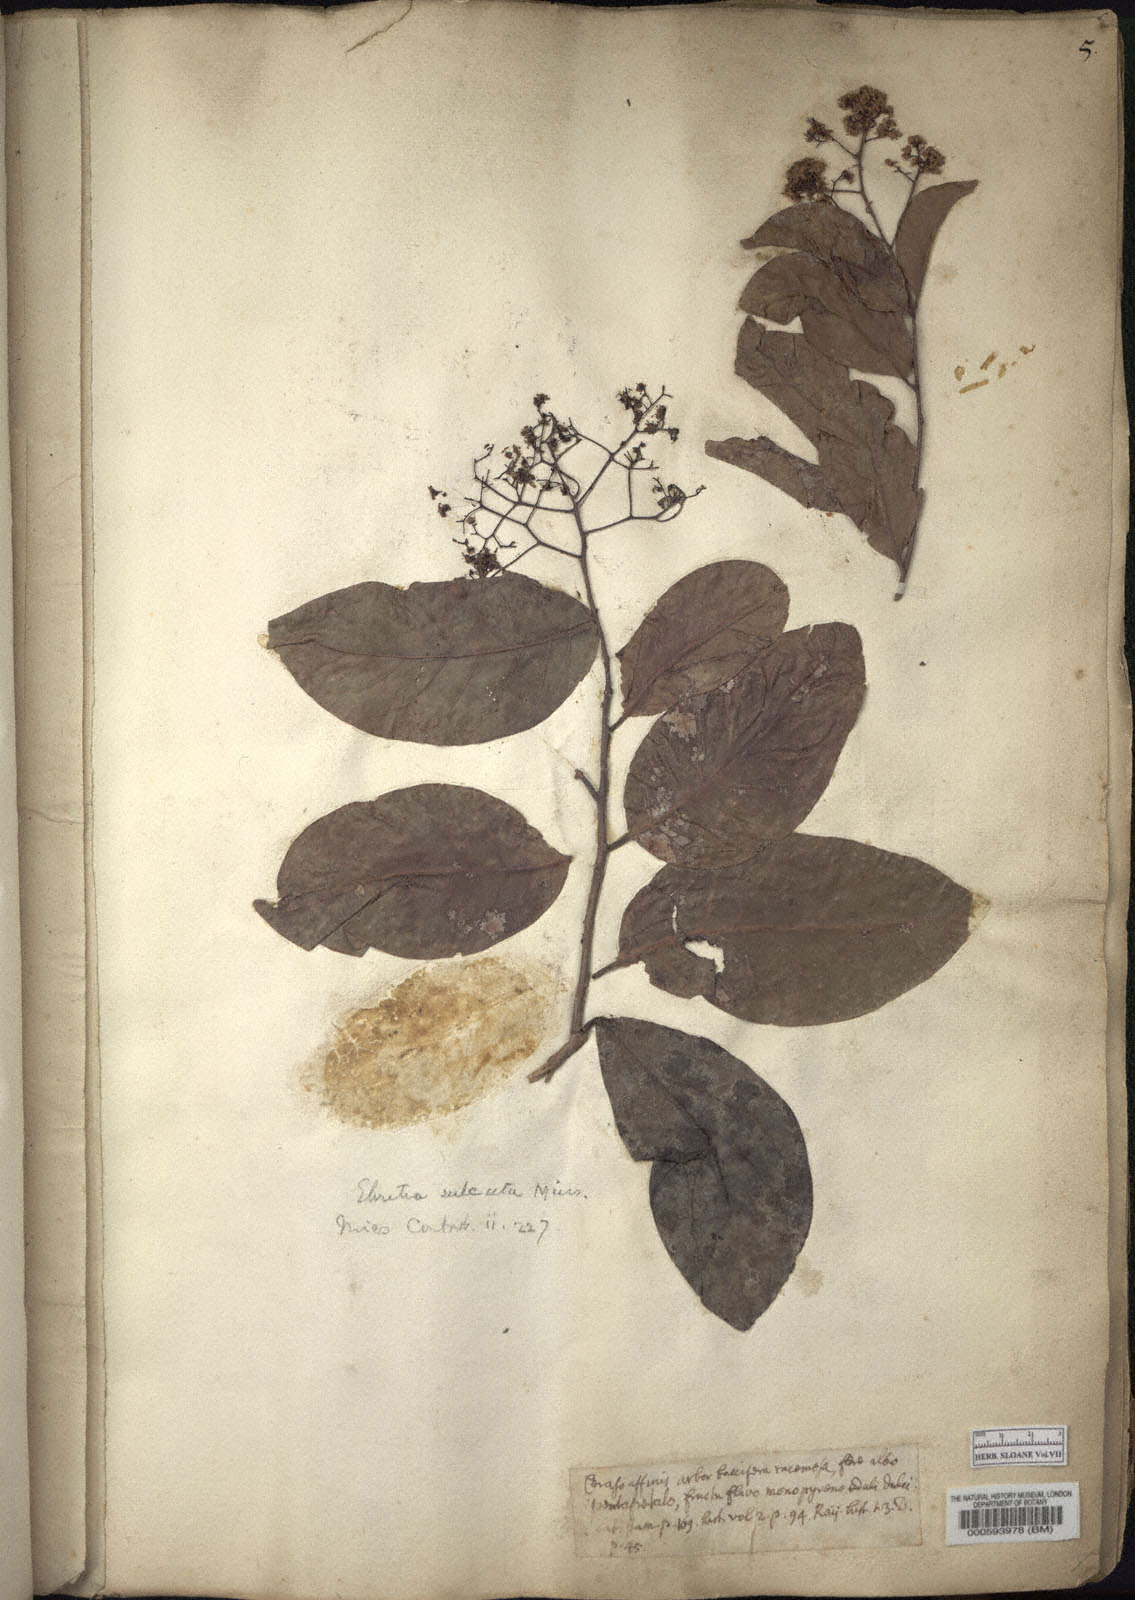 5.
Ehretia sulcata Miers.
Miers Contrib. ii. 227
Ceraso affinis arbor baccifera racemosa, flore albo
pentapetalo, fructu flavo monopyreno eduli dulci.
Cat. Jam. p. 169. hist. vol 2. p. 94. Raij. hist. t. 3. D.
p. 45.
HERB. SLOANE Vol. VII
THE NATURAL HISTORY MUSEUM, LONDON
DEPARTMENT OF BOTANY
000593978 (BM)